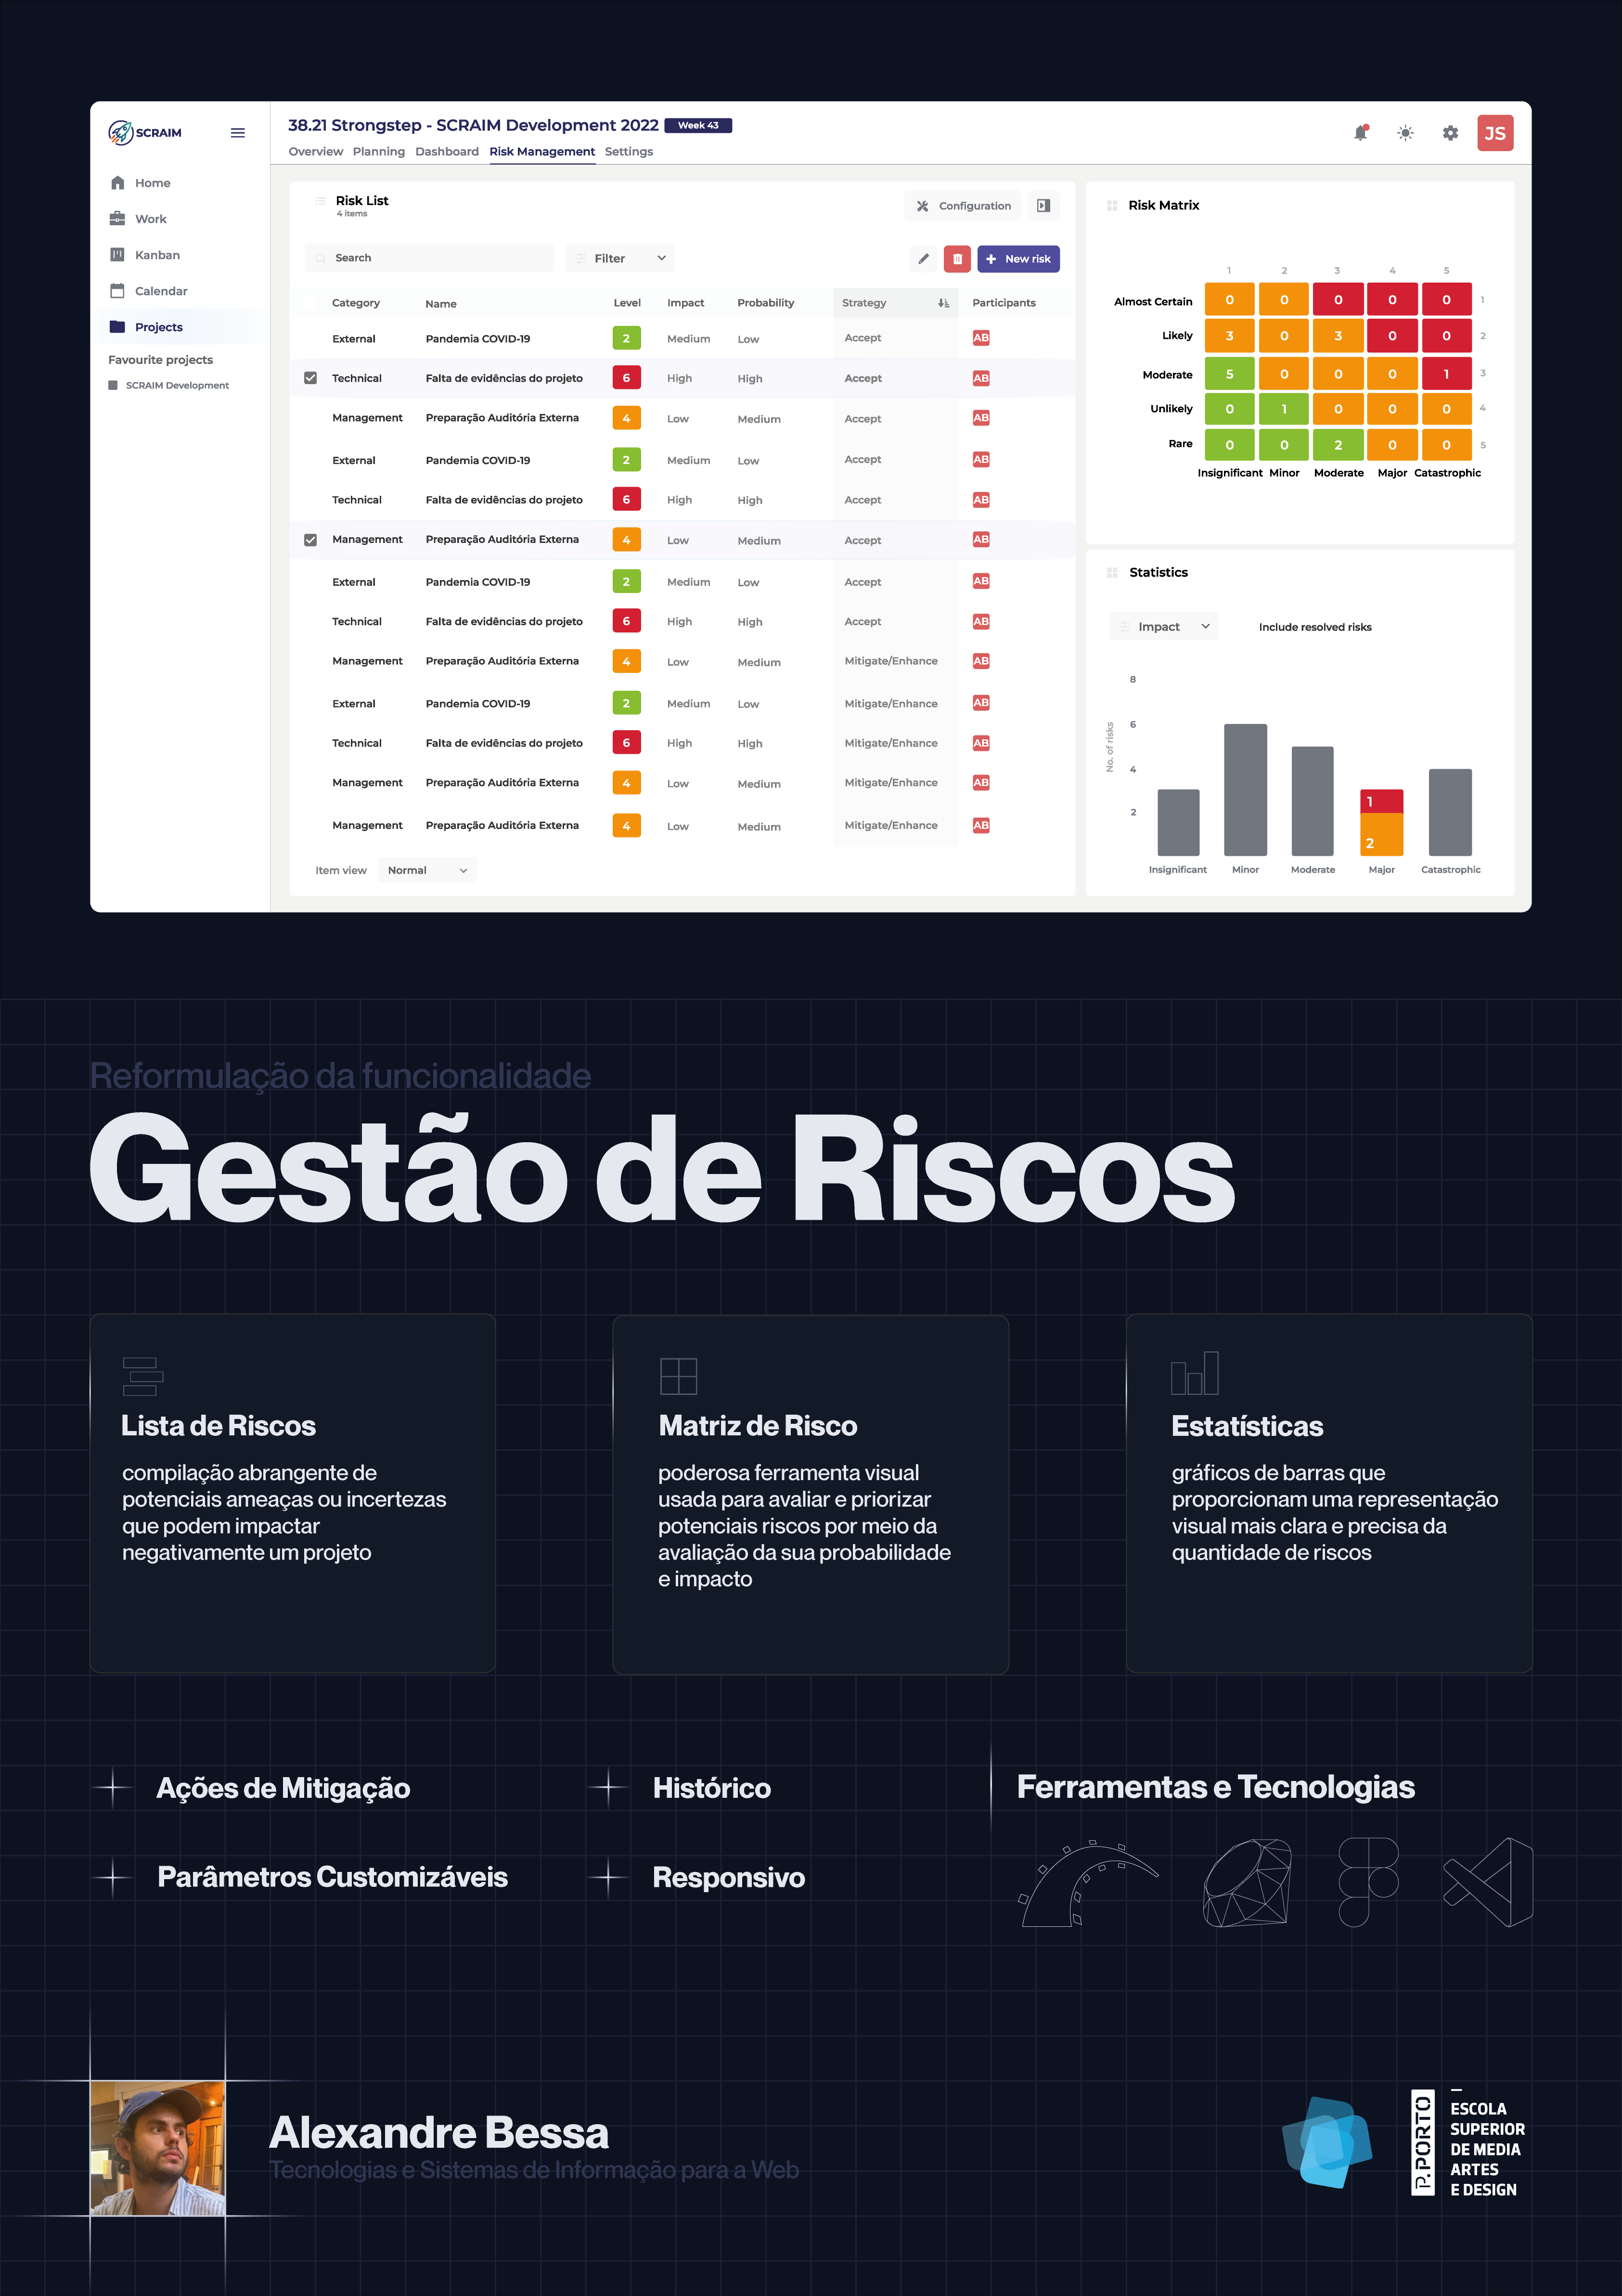 SCRAIM
Home
Work
Kanban
Calendar
Projects
Favourite projects
SCRAIM Development
38.21 Strongstep - SCRAIM Development 2022 Week 43
Overview Planning Dashboard Risk Management Settings
JS
Risk List
4 items
Configuration
Search
Filter
New risk
Category Name Level Impact Probability Strategy Participants
External Pandemia COVID-19 2 Medium Low Accept AB
Technical Falta de evidências do projeto 6 High High Accept AB
Management Preparação Auditória Externa 4 Low Medium Accept AB
External Pandemia COVID-19 2 Medium Low Accept AB
Technical Falta de evidências do projeto 6 High High Accept AB
Management Preparação Auditória Externa 4 Low Medium Accept AB
External Pandemia COVID-19 2 Medium Low Accept AB
Technical Falta de evidências do projeto 6 High High Accept AB
Management Preparação Auditória Externa 4 Low Medium Mitigate/Enhance AB
External Pandemia COVID-19 2 Medium Low Mitigate/Enhance AB
Technical Falta de evidências do projeto 6 High High Mitigate/Enhance AB
Management Preparação Auditória Externa 4 Low Medium Mitigate/Enhance AB
Management Preparação Auditória Externa 4 Low Medium Mitigate/Enhance AB
Item view Normal
Risk Matrix
1 2 3 4 5
Almost Certain 0 0 0 0 0 1
Likely 3 0 3 0 0 2
Moderate 5 0 0 0 1 3
Unlikely 0 1 0 0 0 4
Rare 0 0 2 0 0 5
Insignificant Minor Moderate Major Catastrophic
Statistics
Impact
Include resolved risks
No. of risks
8
6
4
2
1
2
Insignificant Minor Moderate Major Catastrophic
Reformulação da funcionalidade
Gestão de Riscos
Lista de Riscos
compilação abrangente de
potenciais ameaças ou incertezas
que podem impactar
negativamente um projeto
Matriz de Risco
poderosa ferramenta visual
usada para avaliar e priorizar
potenciais riscos por meio da
avaliação da sua probabilidade
e impacto
Estatísticas
gráficos de barras que
proporcionam uma representação
visual mais clara e precisa da
quantidade de riscos
Ações de Mitigação
Histórico
Parâmetros Customizáveis
Responsivo
Ferramentas e Tecnologias
Alexandre Bessa
Tecnologias e Sistemas de Informação para a Web
P.PORTO
ESCOLA
SUPERIOR
DE MEDIA
ARTES
E DESIGN